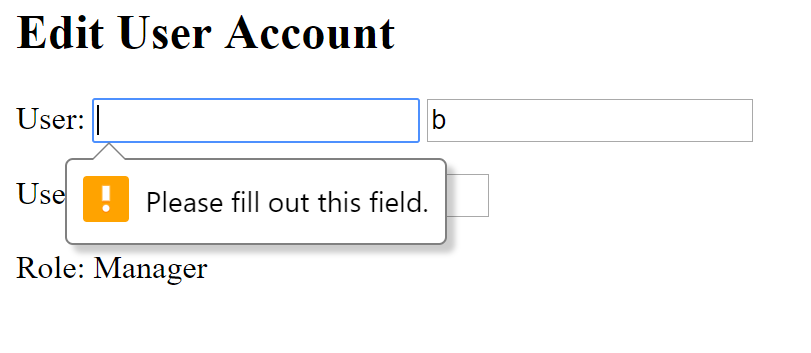 Edit User Account
User: b
Use
Please fill out this field.
Role: Manager